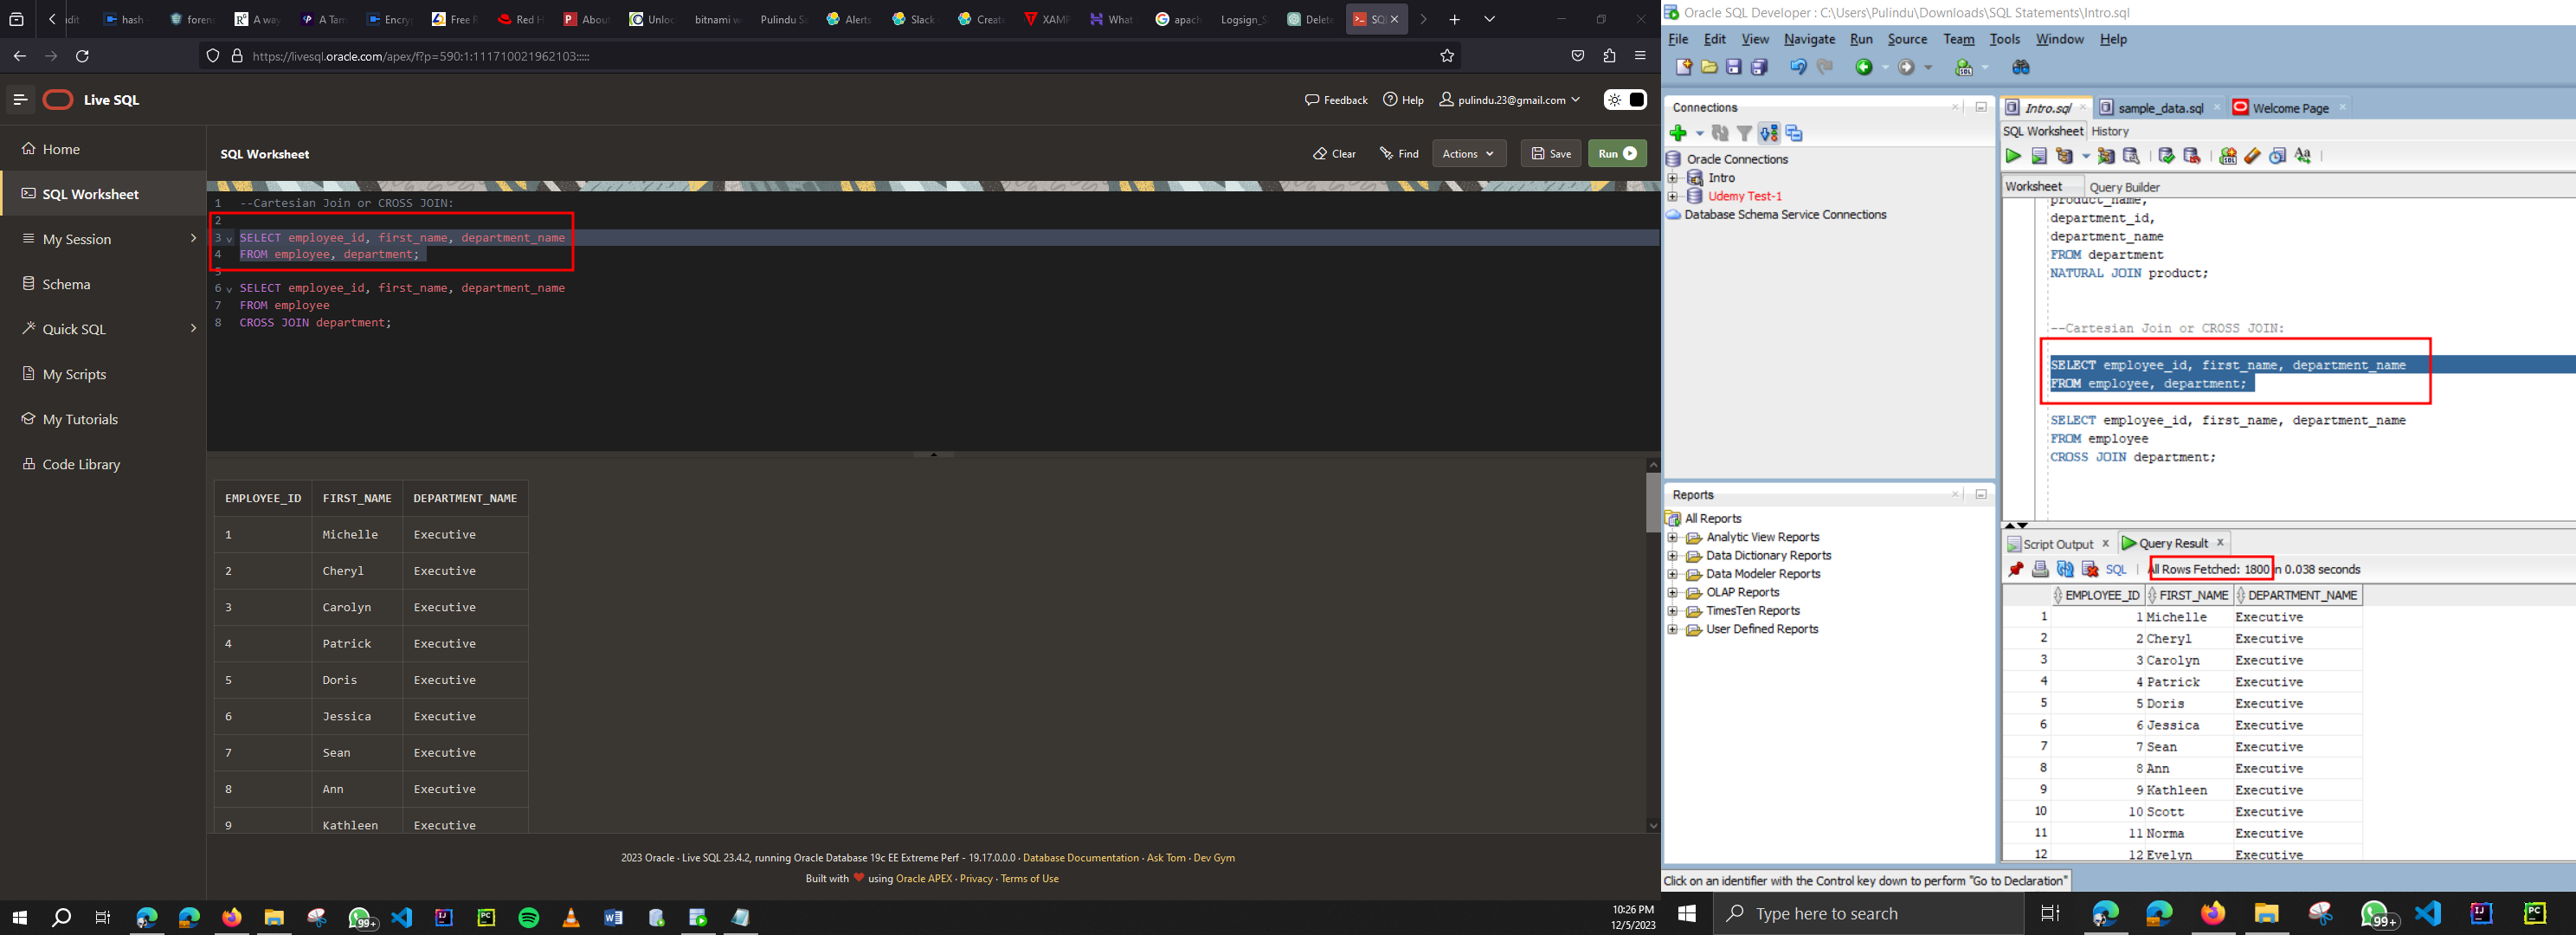 udit
hash
forens
A way
A Tam
Encry
Free R
Red H
About
Unloc
bitnami w
Pulindu Sa
Alerts
Slack
Create
XAMP
What
apach
Logsign_S
Delete
SQ
https://livesql.oracle.com/apex/f?p=590:1:111710021962103:::::
Live SQL
Feedback
Help
pulindu.23@gmail.com
Home
SQL Worksheet
My Session
Schema
Quick SQL
My Scripts
My Tutorials
Code Library
SQL Worksheet
Clear
Find
Actions
Save
Run
1 --Cartesian Join or CROSS JOIN:
2
3 SELECT employee_id, first_name, department_name
4 FROM employee, department;
5
6 SELECT employee_id, first_name, department_name
7 FROM employee
8 CROSS JOIN department;
EMPLOYEE_ID FIRST_NAME DEPARTMENT_NAME
1 Michelle Executive
2 Cheryl Executive
3 Carolyn Executive
4 Patrick Executive
5 Doris Executive
6 Jessica Executive
7 Sean Executive
8 Ann Executive
9 Kathleen Executive
2023 Oracle · Live SQL 23.4.2, running Oracle Database 19c EE Extreme Perf - 19.17.0.0.0 · Database Documentation · Ask Tom · Dev Gym
Built with ❤ using Oracle APEX · Privacy · Terms of Use
99+
10:26 PM
12/5/2023
Oracle SQL Developer : C:\Users\Pulindu\Downloads\SQL Statements\Intro.sql
File Edit View Navigate Run Source Team Tools Window Help
Connections
Oracle Connections
Intro
Udemy Test-1
Database Schema Service Connections
Reports
All Reports
Analytic View Reports
Data Dictionary Reports
Data Modeler Reports
OLAP Reports
TimesTen Reports
User Defined Reports
Intro.sql
sample_data.sql
Welcome Page
SQL Worksheet History
Worksheet Query Builder
product_name,
department_id,
department_name
FROM department
NATURAL JOIN product;
--Cartesian Join or CROSS JOIN:
SELECT employee_id, first_name, department_name
FROM employee, department;
SELECT employee_id, first_name, department_name
FROM employee
CROSS JOIN department;
Script Output
Query Result
SQL
All Rows Fetched: 1800 in 0.038 seconds
EMPLOYEE_ID FIRST_NAME DEPARTMENT_NAME
1 1 Michelle Executive
2 2 Cheryl Executive
3 3 Carolyn Executive
4 4 Patrick Executive
5 5 Doris Executive
6 6 Jessica Executive
7 7 Sean Executive
8 8 Ann Executive
9 9 Kathleen Executive
10 10 Scott Executive
11 11 Norma Executive
12 12 Evelyn Executive
Click on an identifier with the Control key down to perform "Go to Declaration"
Type here to search
99+